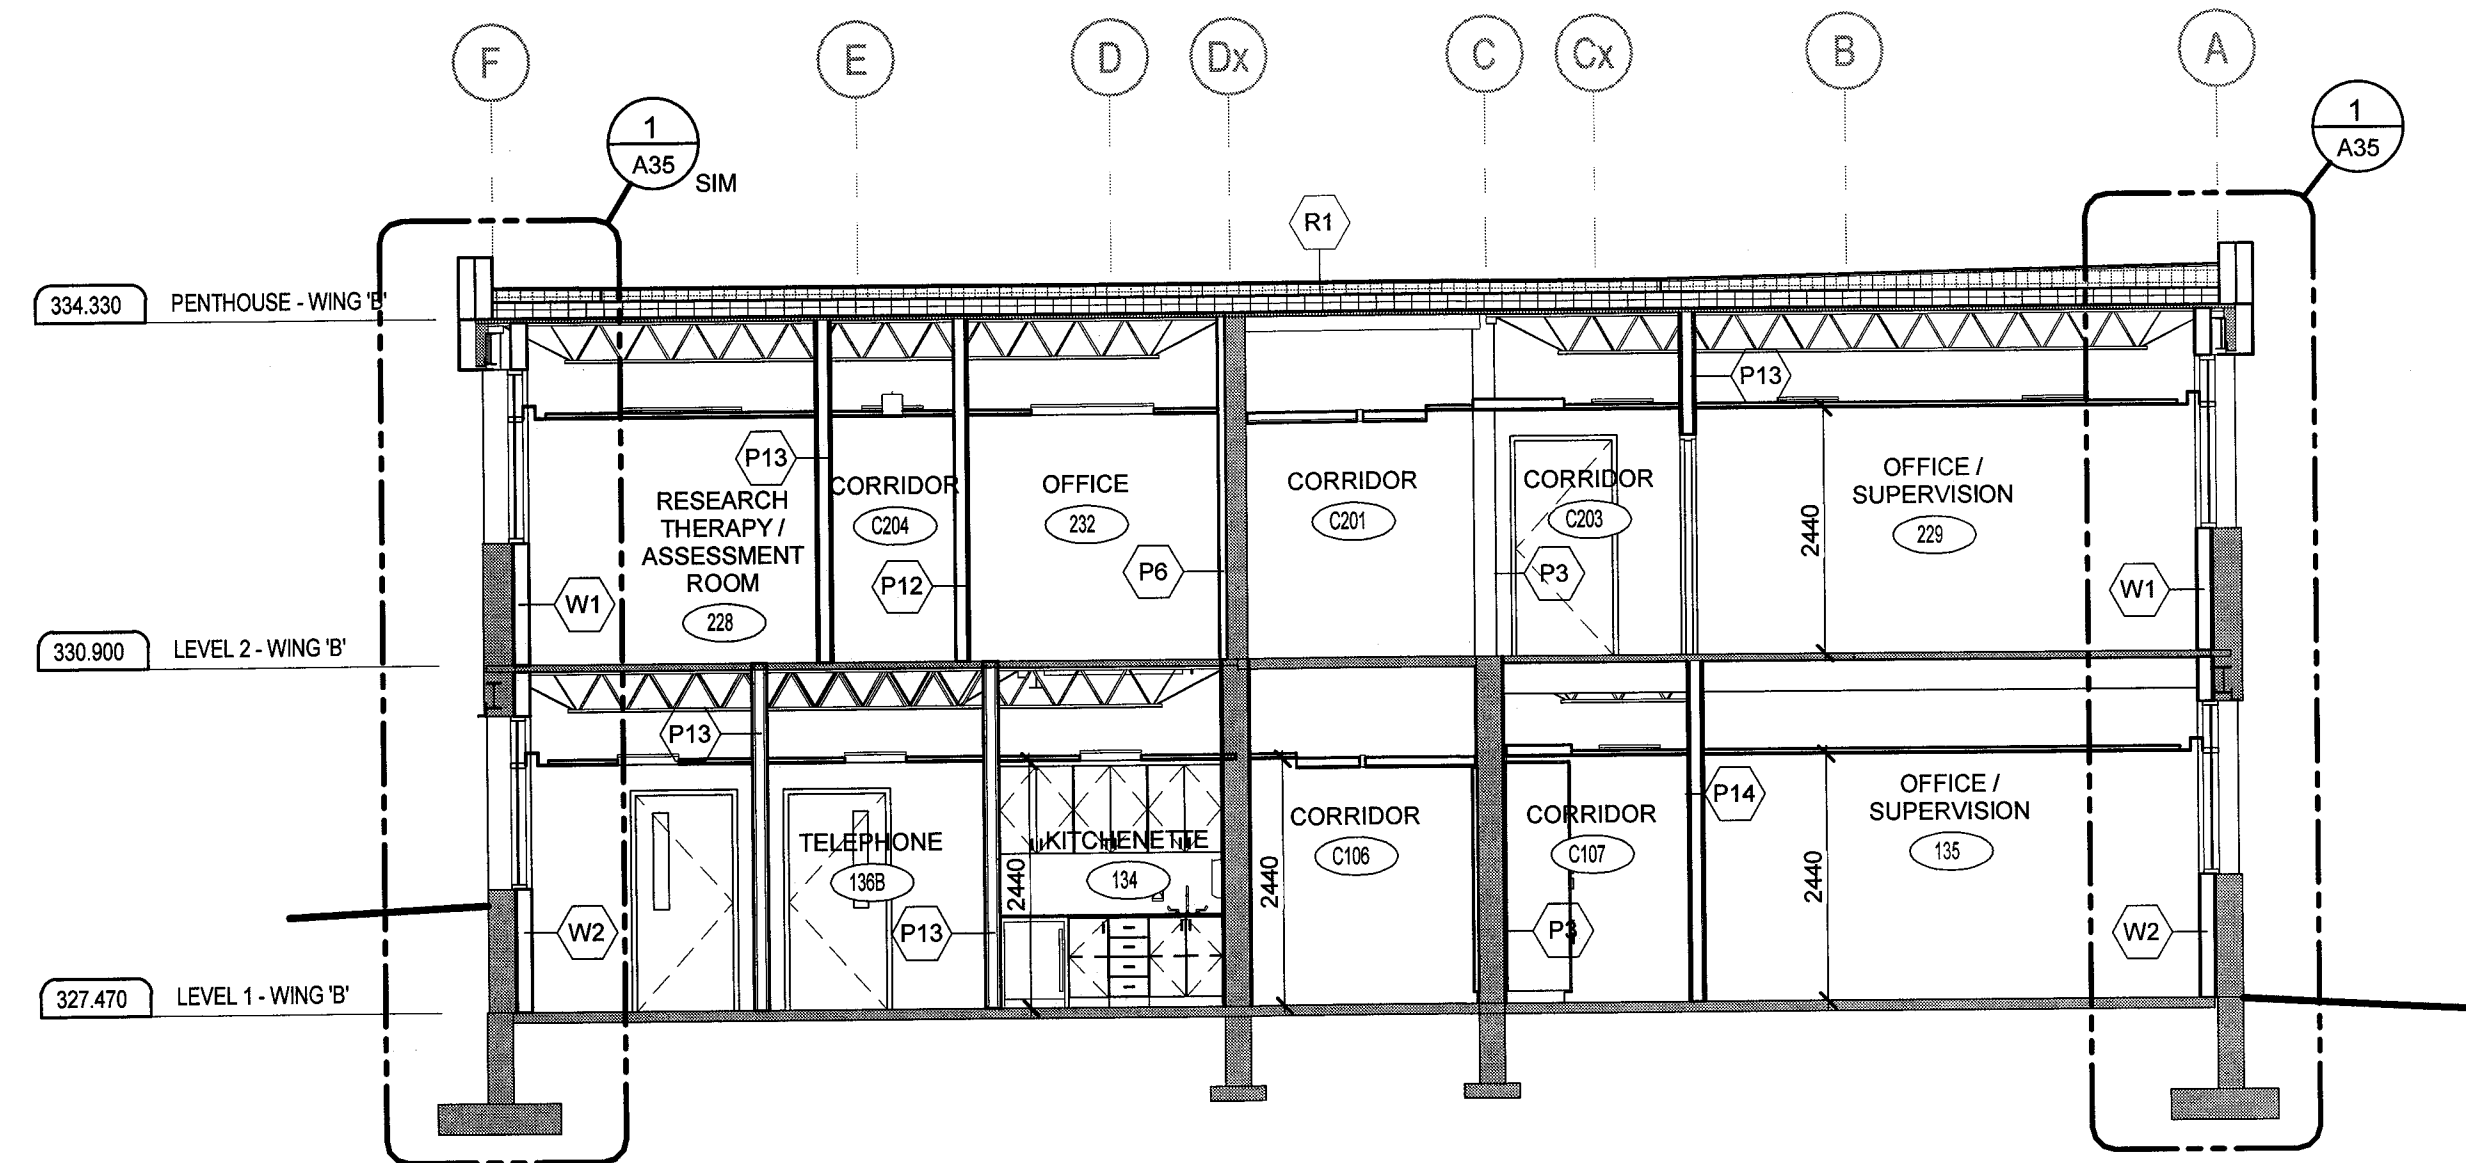 F
E
D
Dx
C
Cx
B
A
1
A35
SIM
1
A35
R1
334.330
PENTHOUSE - WING 'B'
P13
P13
RESEARCH
THERAPY /
ASSESSMENT
ROOM
228
CORRIDOR
C204
OFFICE
232
CORRIDOR
C201
CORRIDOR
C203
OFFICE /
SUPERVISION
229
2440
W1
P12
P6
P3
W1
330.900
LEVEL 2 - WING 'B'
P13
TELEPHONE
136B
KITCHENETTE
134
CORRIDOR
C106
CORRIDOR
C107
P14
OFFICE /
SUPERVISION
135
2440
2440
2440
W2
P13
P3
W2
327.470
LEVEL 1 - WING 'B'